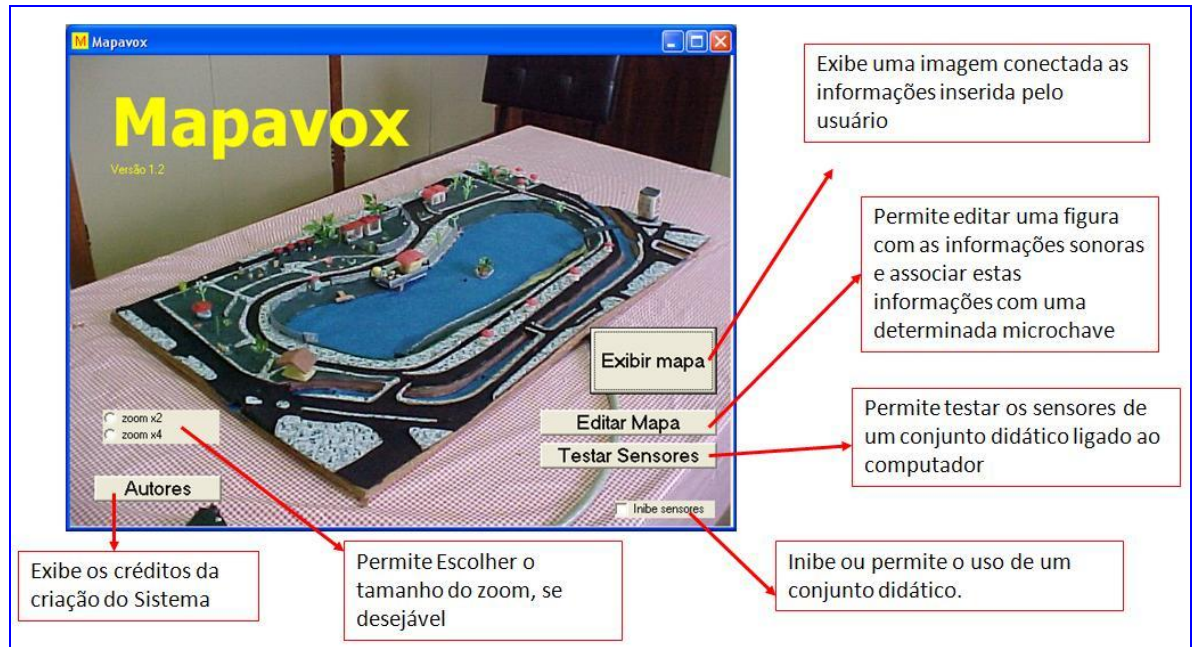 Mapavox
Mapavox
Versão 1.2
Exibir mapa
Editar Mapa
Testar Sensores
zoom x2
zoom x4
Autores
Inibe sensores
Exibe uma imagem conectada as
informações inserida pelo
usuário
Permite editar uma figura
com as informações sonoras
e associar estas
informações com uma
determinada microchave
Permite testar os sensores de
um conjunto didático ligado ao
computador
Exibe os créditos da
criação do Sistema
Permite Escolher o
tamanho do zoom, se
desejável
Inibe ou permite o uso de um
conjunto didático.